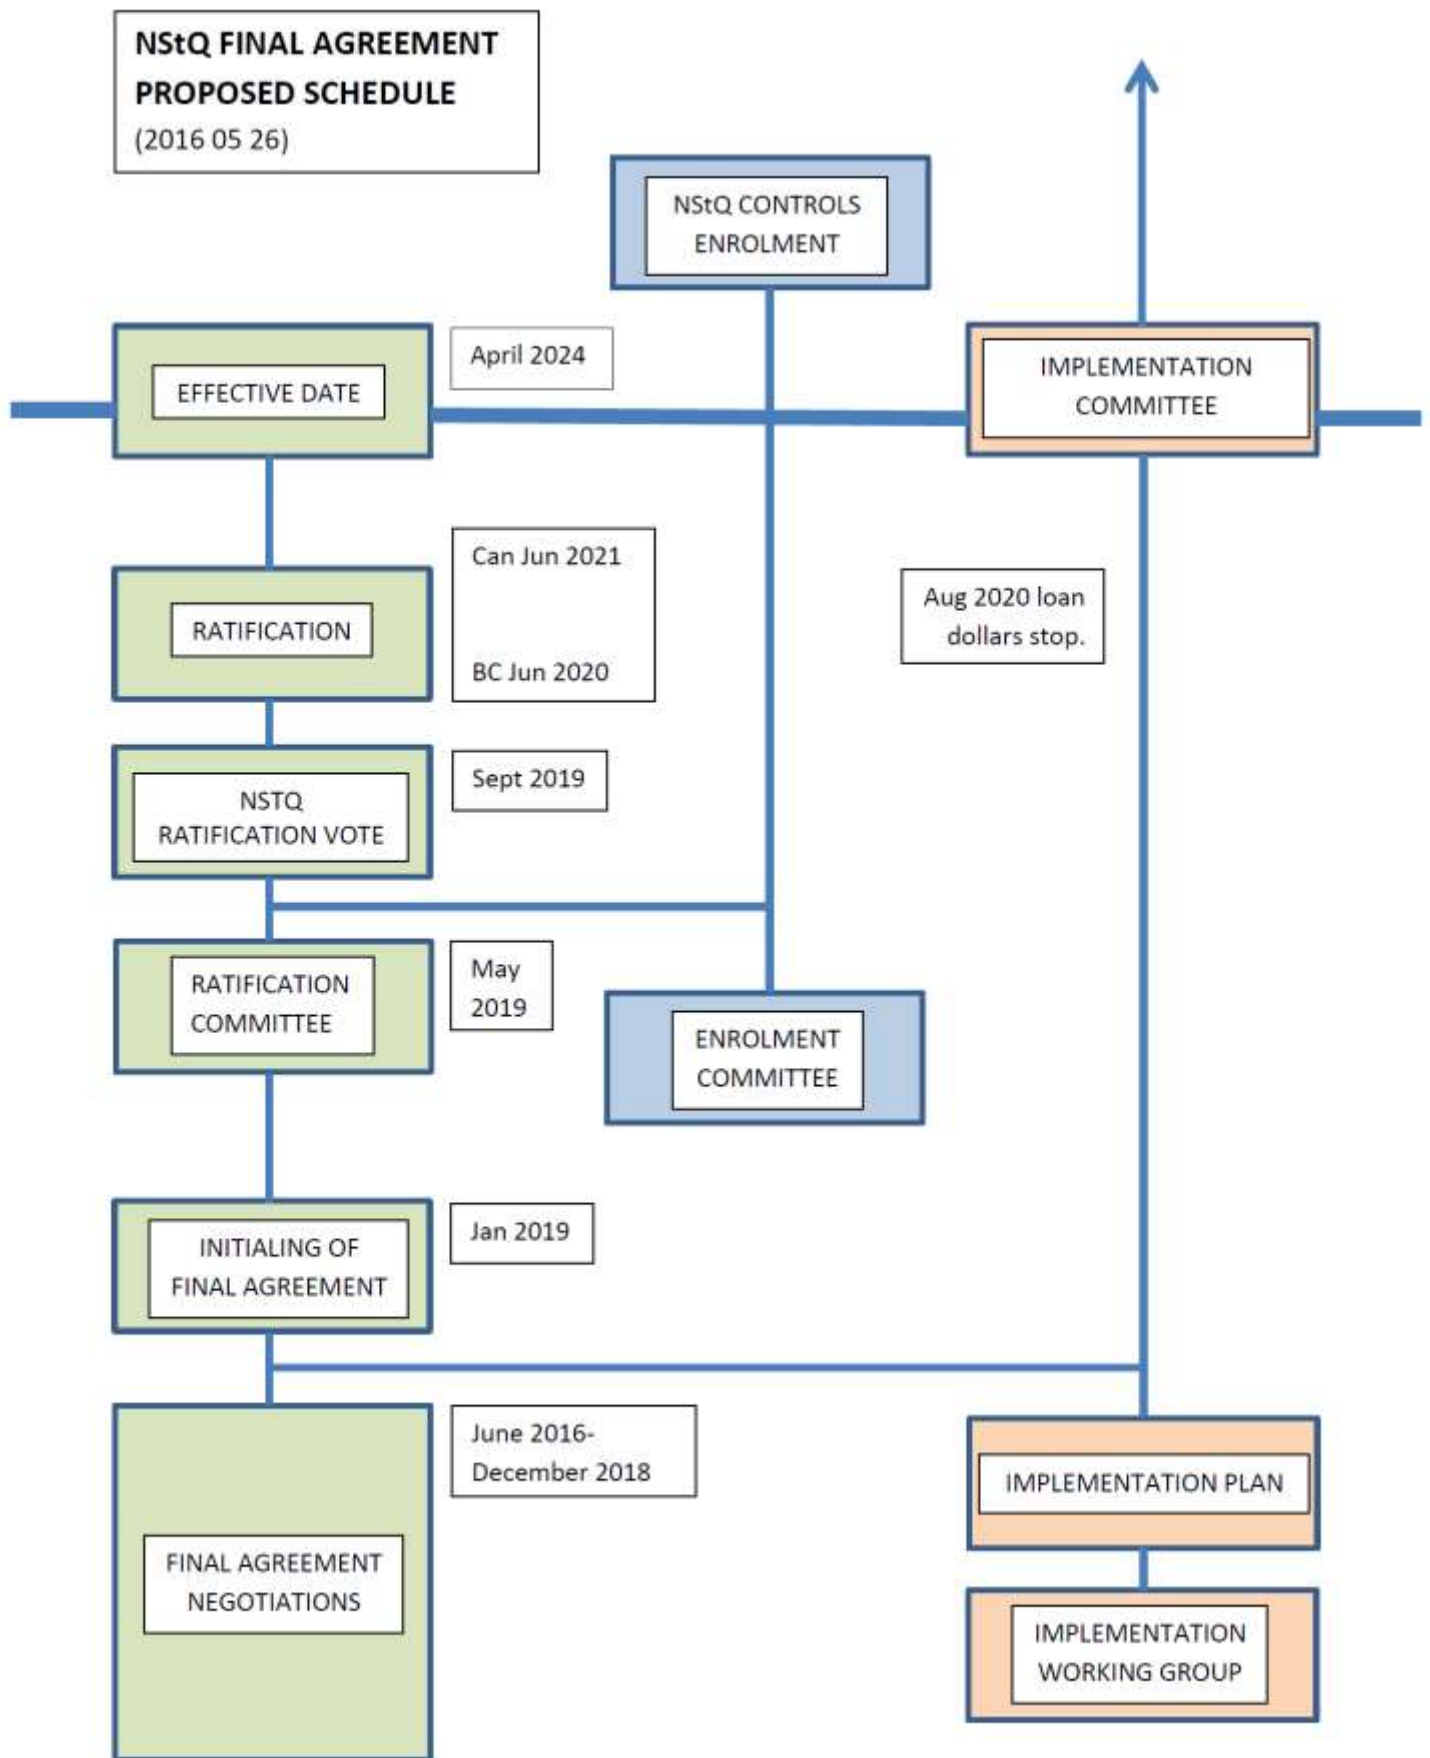 NStQ FINAL AGREEMENT
PROPOSED SCHEDULE
(2016 05 26)
NStQ CONTROLS
ENROLMENT
EFFECTIVE DATE
April 2024
IMPLEMENTATION
COMMITTEE
RATIFICATION
Can Jun 2021
BC Jun 2020
Aug 2020 loan
dollars stop.
NSTQ
RATIFICATION VOTE
Sept 2019
RATIFICATION
COMMITTEE
May
2019
ENROLMENT
COMMITTEE
INITIALING OF
FINAL AGREEMENT
Jan 2019
FINAL AGREEMENT
NEGOTIATIONS
June 2016-
December 2018
IMPLEMENTATION PLAN
IMPLEMENTATION
WORKING GROUP